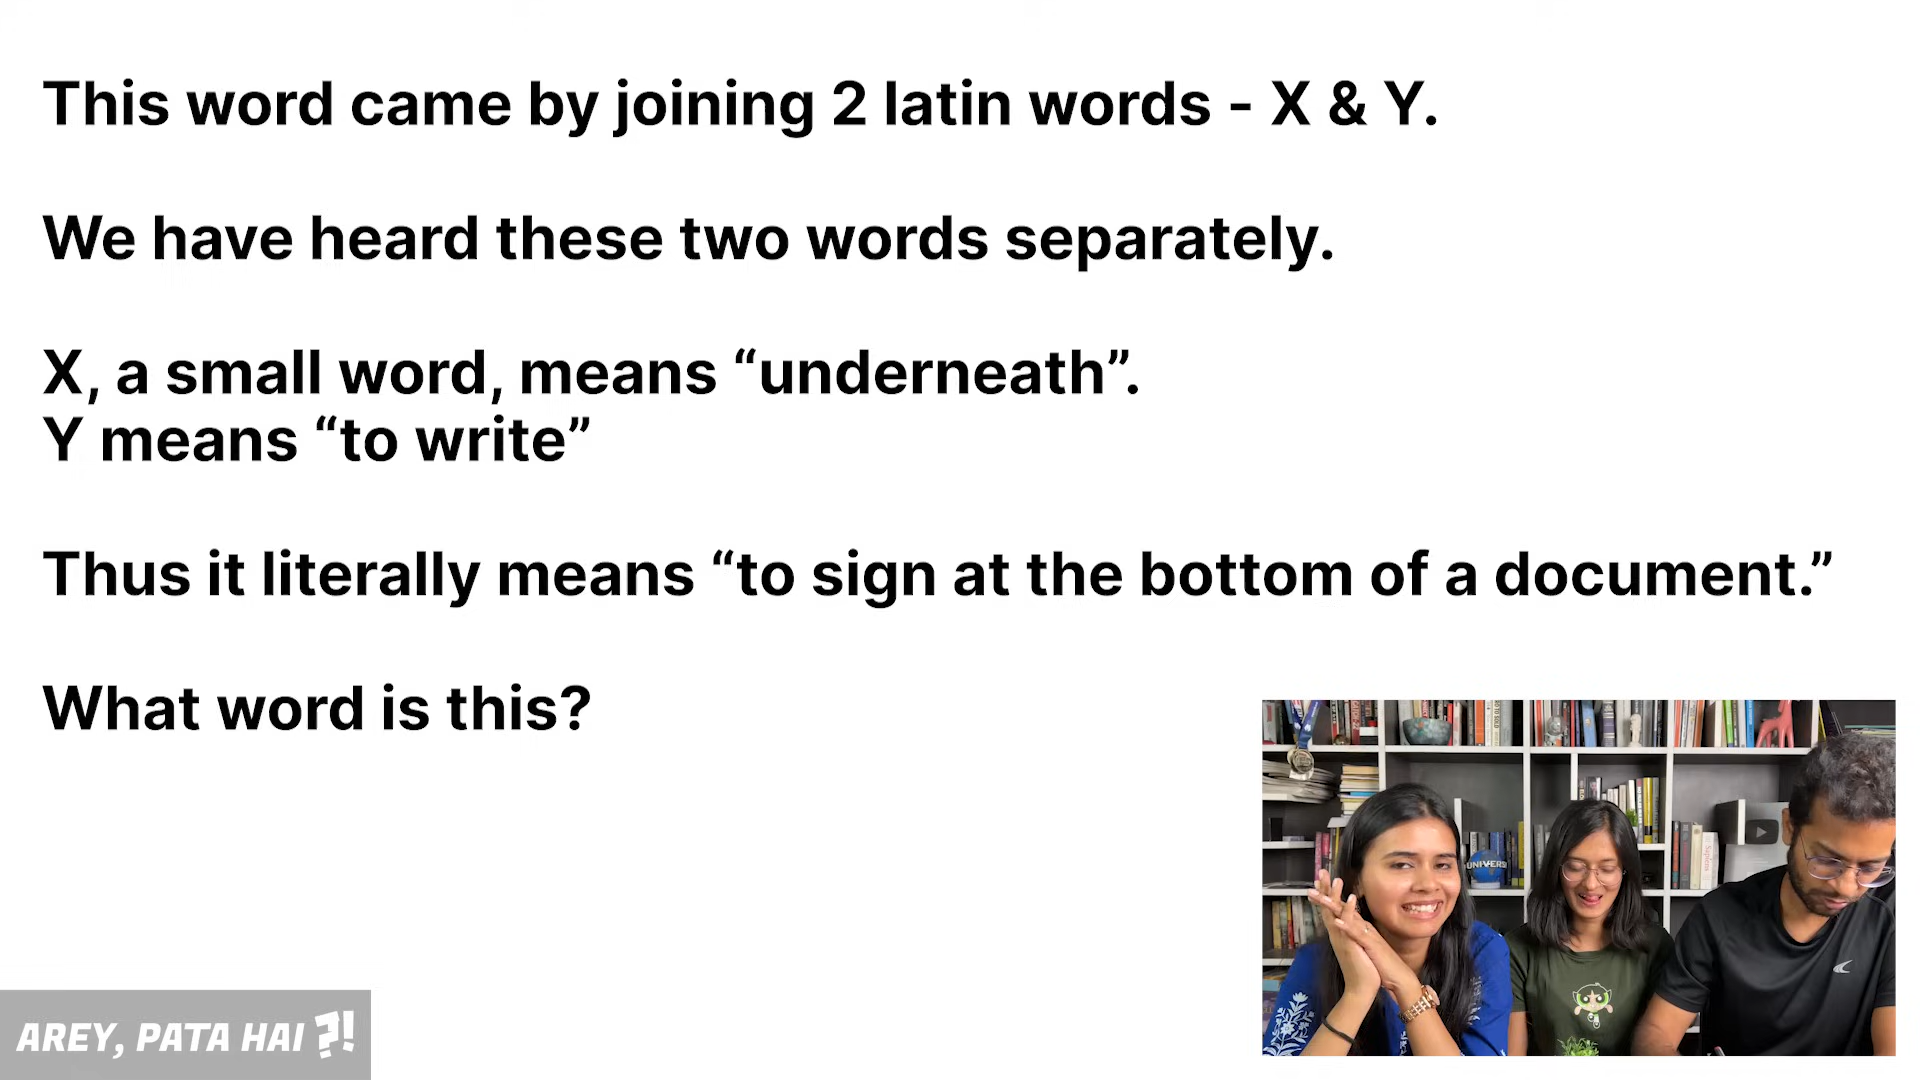 This word came by joining 2 latin words - X & Y.
We have heard these two words separately.
X, a small word, means “underneath”.
Y means “to write”
Thus it literally means “to sign at the bottom of a document.”
What word is this?
UNIVERS
AREY, PATA HAI ?!